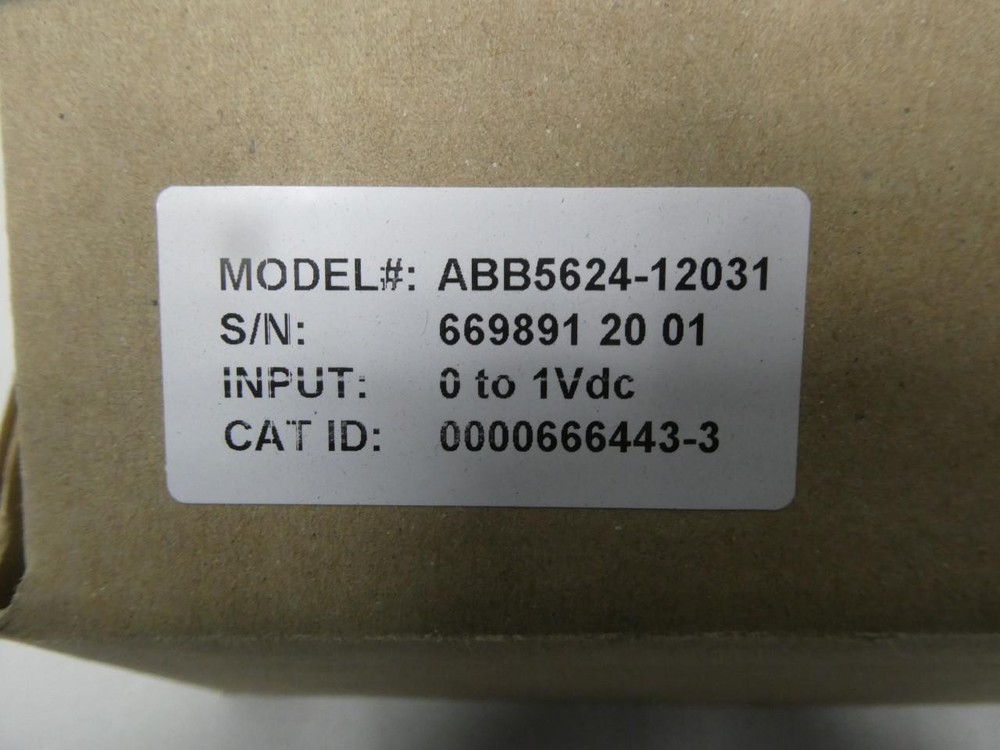 MODEL#: ABB5624-12031
S/N: 669891 20 01
INPUT: 0 to 1Vdc
CAT ID: 0000666443-3